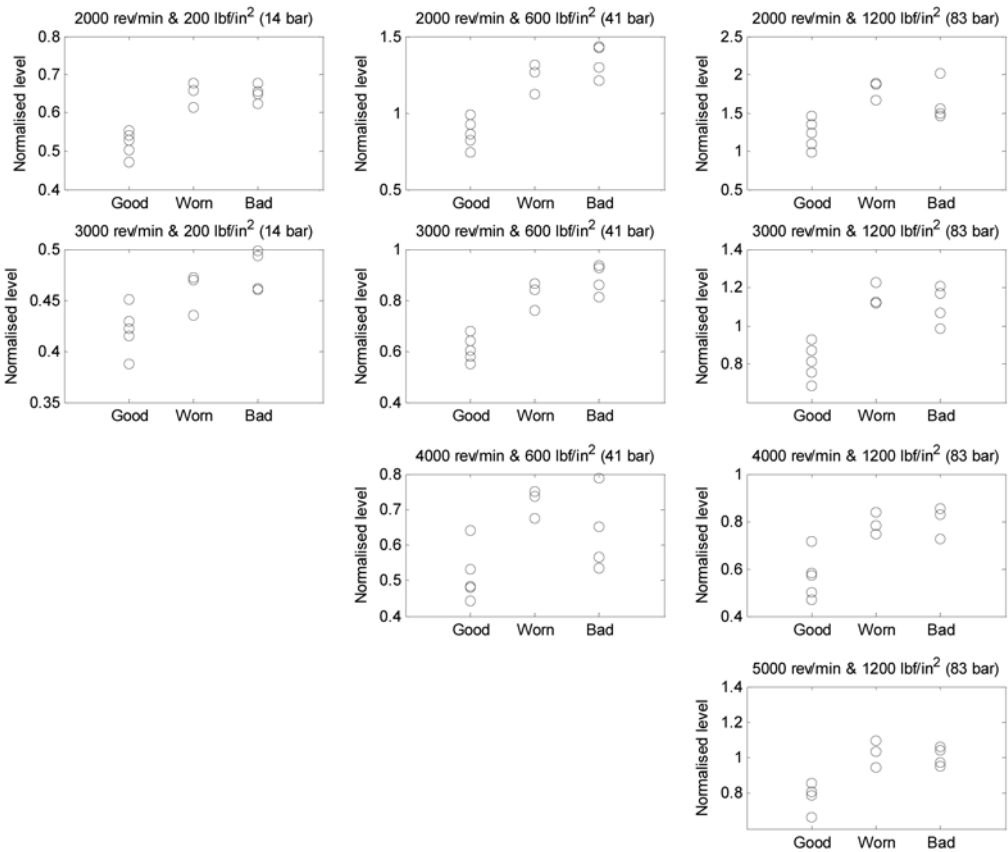 2000 rev/min & 200 lbf/in² (14 bar)
Normalised level
0.8
0.7
0.6
0.5
0.4
Good Worn Bad
2000 rev/min & 600 lbf/in² (41 bar)
Normalised level
1.5
1
0.5
Good Worn Bad
2000 rev/min & 1200 lbf/in² (83 bar)
Normalised level
2.5
2
1.5
1
0.5
Good Worn Bad
3000 rev/min & 200 lbf/in² (14 bar)
Normalised level
0.5
0.45
0.4
0.35
Good Worn Bad
3000 rev/min & 600 lbf/in² (41 bar)
Normalised level
1
0.8
0.6
0.4
Good Worn Bad
3000 rev/min & 1200 lbf/in² (83 bar)
Normalised level
1.4
1.2
1
0.8
Good Worn Bad
4000 rev/min & 600 lbf/in² (41 bar)
Normalised level
0.8
0.7
0.6
0.5
0.4
Good Worn Bad
4000 rev/min & 1200 lbf/in² (83 bar)
Normalised level
1
0.8
0.6
0.4
Good Worn Bad
5000 rev/min & 1200 lbf/in² (83 bar)
Normalised level
1.4
1.2
1
0.8
Good Worn Bad